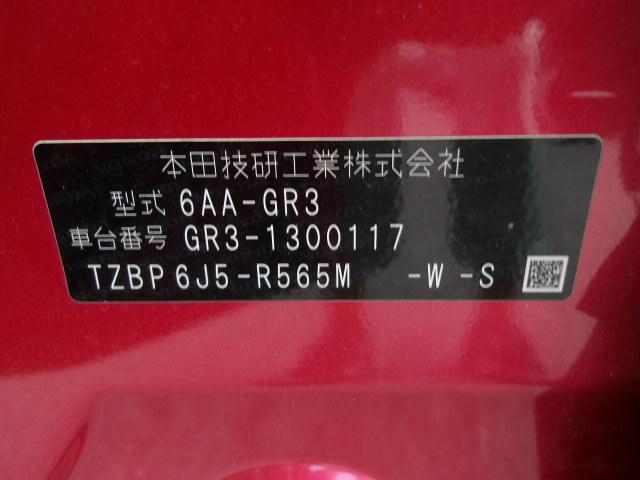 本田技研工業株式会社
型式 6AA-GR3
車台番号 GR3-1300117
TZBP 6J5-R565M -W -S